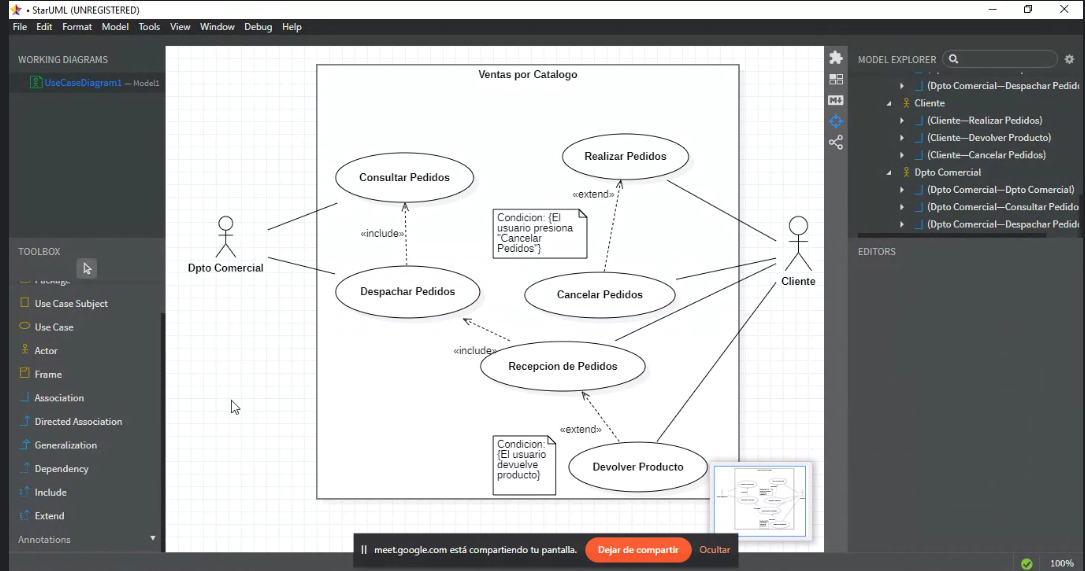 • StarUML (UNREGISTERED)
File Edit Format Model Tools View Window Debug Help
WORKING DIAGRAMS
UseCaseDiagram1 — Model1
TOOLBOX
Package
Use Case Subject
Use Case
Actor
Frame
Association
Directed Association
Generalization
Dependency
Include
Extend
Annotations
Ventas por Catalogo
Realizar Pedidos
Consultar Pedidos
«extend»
Condicion: {El
usuario presiona
"Cancelar
Pedidos"}
«include»
Dpto Comercial
Cliente
Despachar Pedidos
Cancelar Pedidos
«include»
Recepcion de Pedidos
«extend»
Condicion:
{El usuario
devuelve
producto}
Devolver Producto
meet.google.com está compartiendo tu pantalla.
Dejar de compartir
Ocultar
MODEL EXPLORER
(Dpto Comercial—Despachar Pedido
Cliente
(Cliente—Realizar Pedidos)
(Cliente—Devolver Producto)
(Cliente—Cancelar Pedidos)
Dpto Comercial
(Dpto Comercial—Dpto Comercial)
(Dpto Comercial—Consultar Pedido
(Dpto Comercial—Despachar Pedido
EDITORS
100%